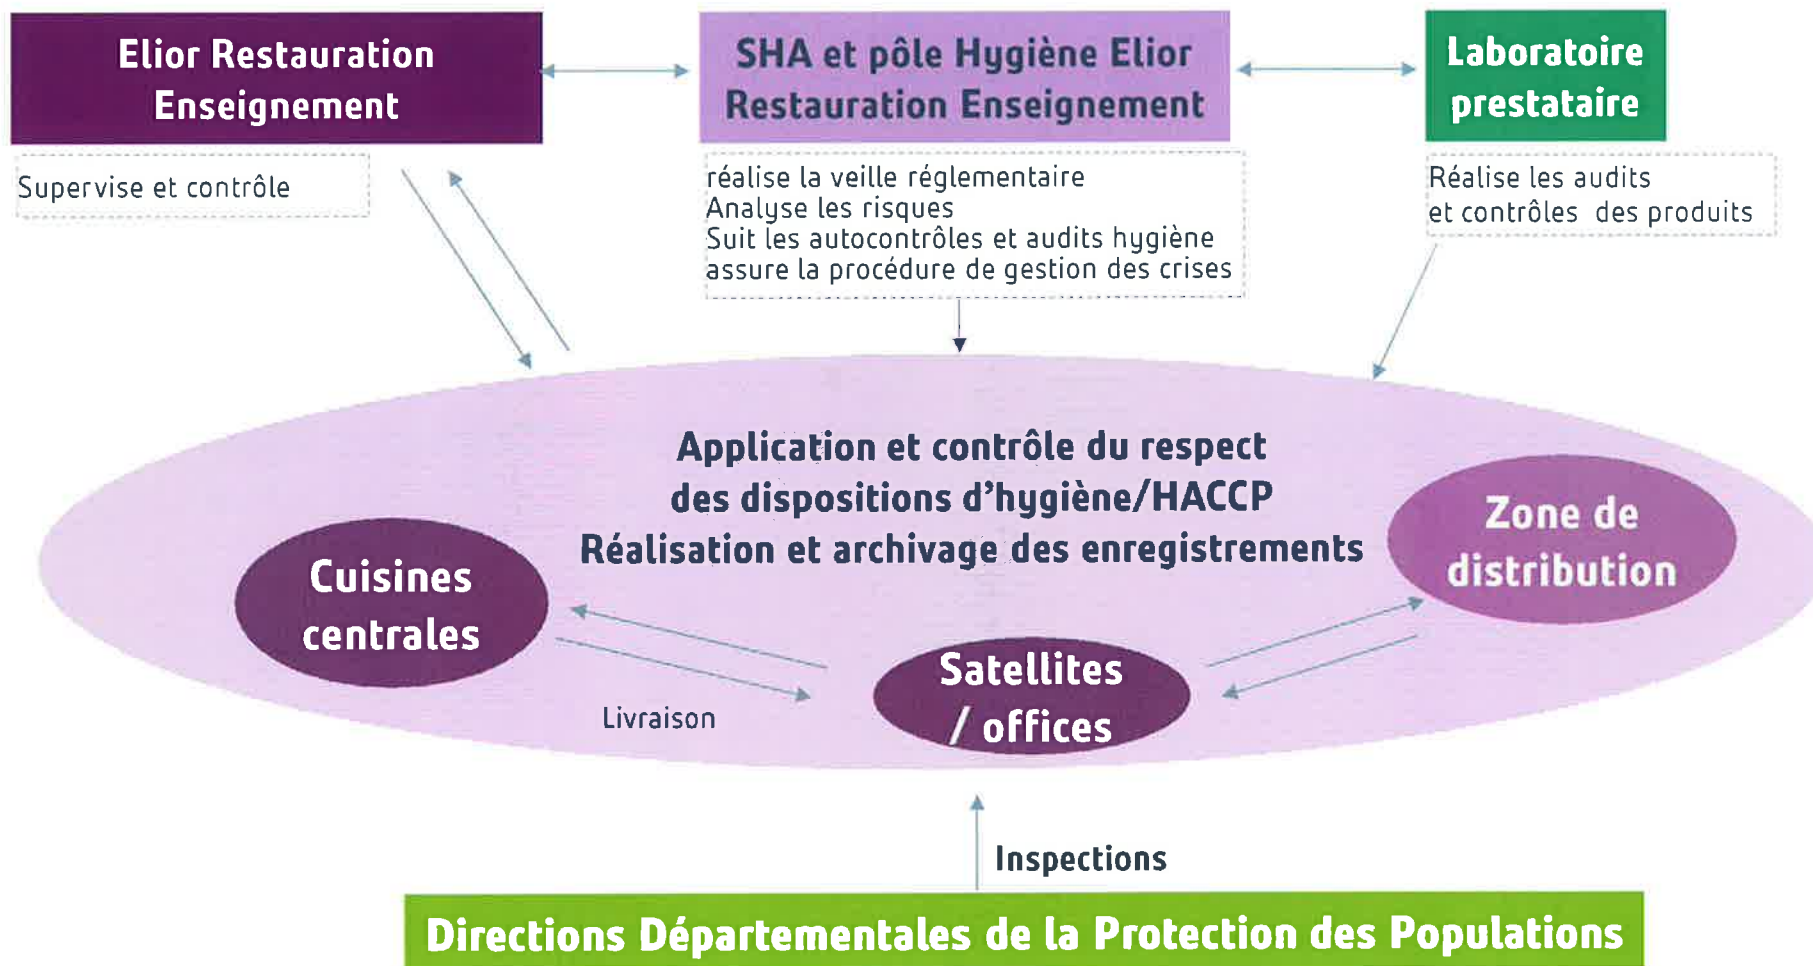 Elior Restauration
Enseignement
SHA et pôle Hygiène Elior
Restauration Enseignement
Laboratoire
prestataire
Supervise et contrôle
réalise la veille réglementaire
Analyse les risques
Suit les autocontrôles et audits hygiène
assure la procédure de gestion des crises
Réalise les audits
et contrôles des produits
Application et contrôle du respect
des dispositions d'hygiène/HACCP
Réalisation et archivage des enregistrements
Zone de
distribution
Cuisines
centrales
Satellites
/ offices
Livraison
Inspections
Directions Départementales de la Protection des Populations